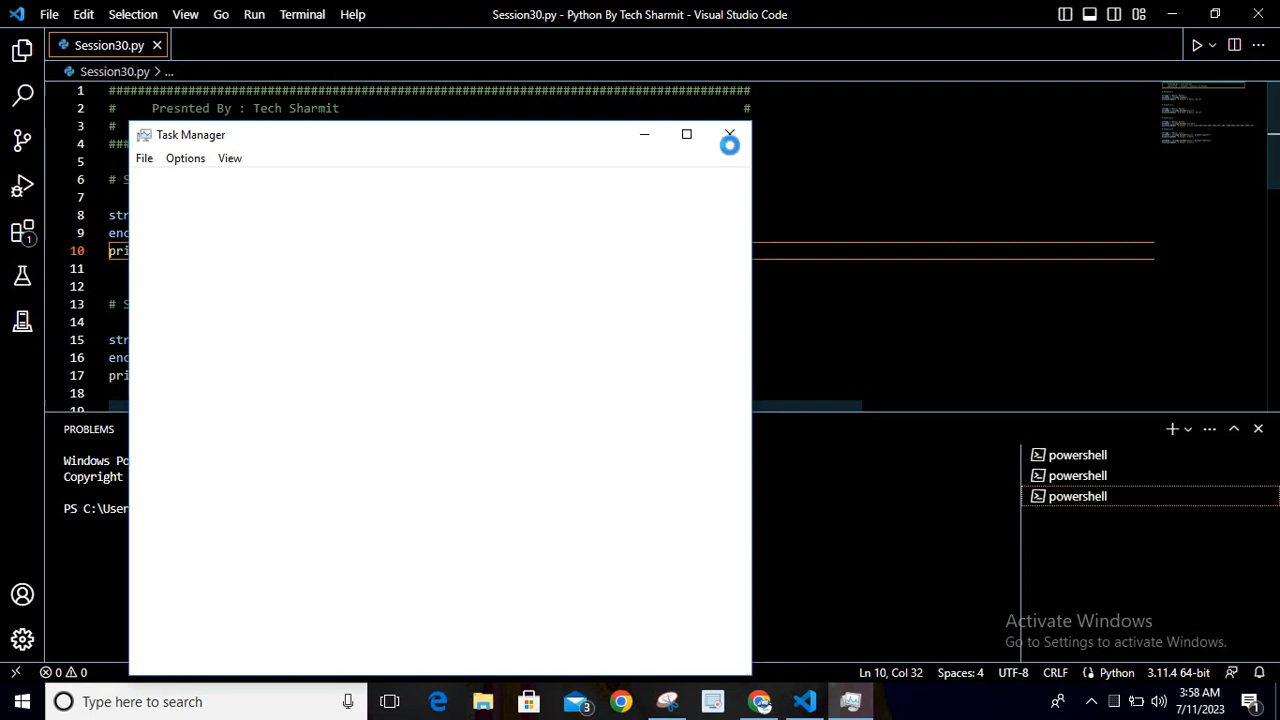 File Edit Selection View Go Run Terminal Help
Session30.py - Python By Tech Sharmit - Visual Studio Code
Session30.py
Session30.py > ...
1 ################################################################################
2 # Presnted By : Tech Sharmit #
3 #
4 ###
5
6 # S
7
8 str
9 enc
10 pri
11
12
13 # S
14
15 str
16 enc
17 pri
18
19
Task Manager
File Options View
PROBLEMS
Windows Po
Copyright
PS C:\User
powershell
powershell
powershell
Activate Windows
Go to Settings to activate Windows.
0 0
Ln 10, Col 32 Spaces: 4 UTF-8 CRLF Python 3.11.4 64-bit
Type here to search
3
3:58 AM
7/11/2023
1
1